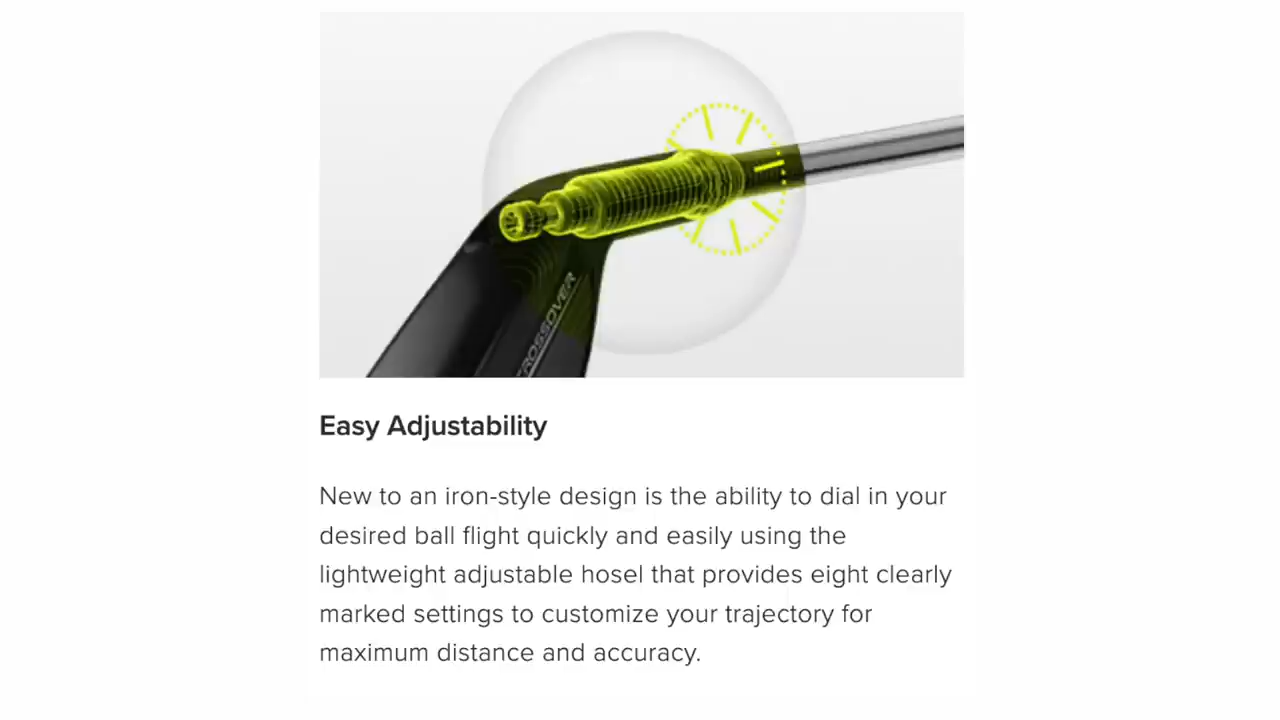 CROSSOVER
Easy Adjustability
New to an iron-style design is the ability to dial in your
desired ball flight quickly and easily using the
lightweight adjustable hosel that provides eight clearly
marked settings to customize your trajectory for
maximum distance and accuracy.